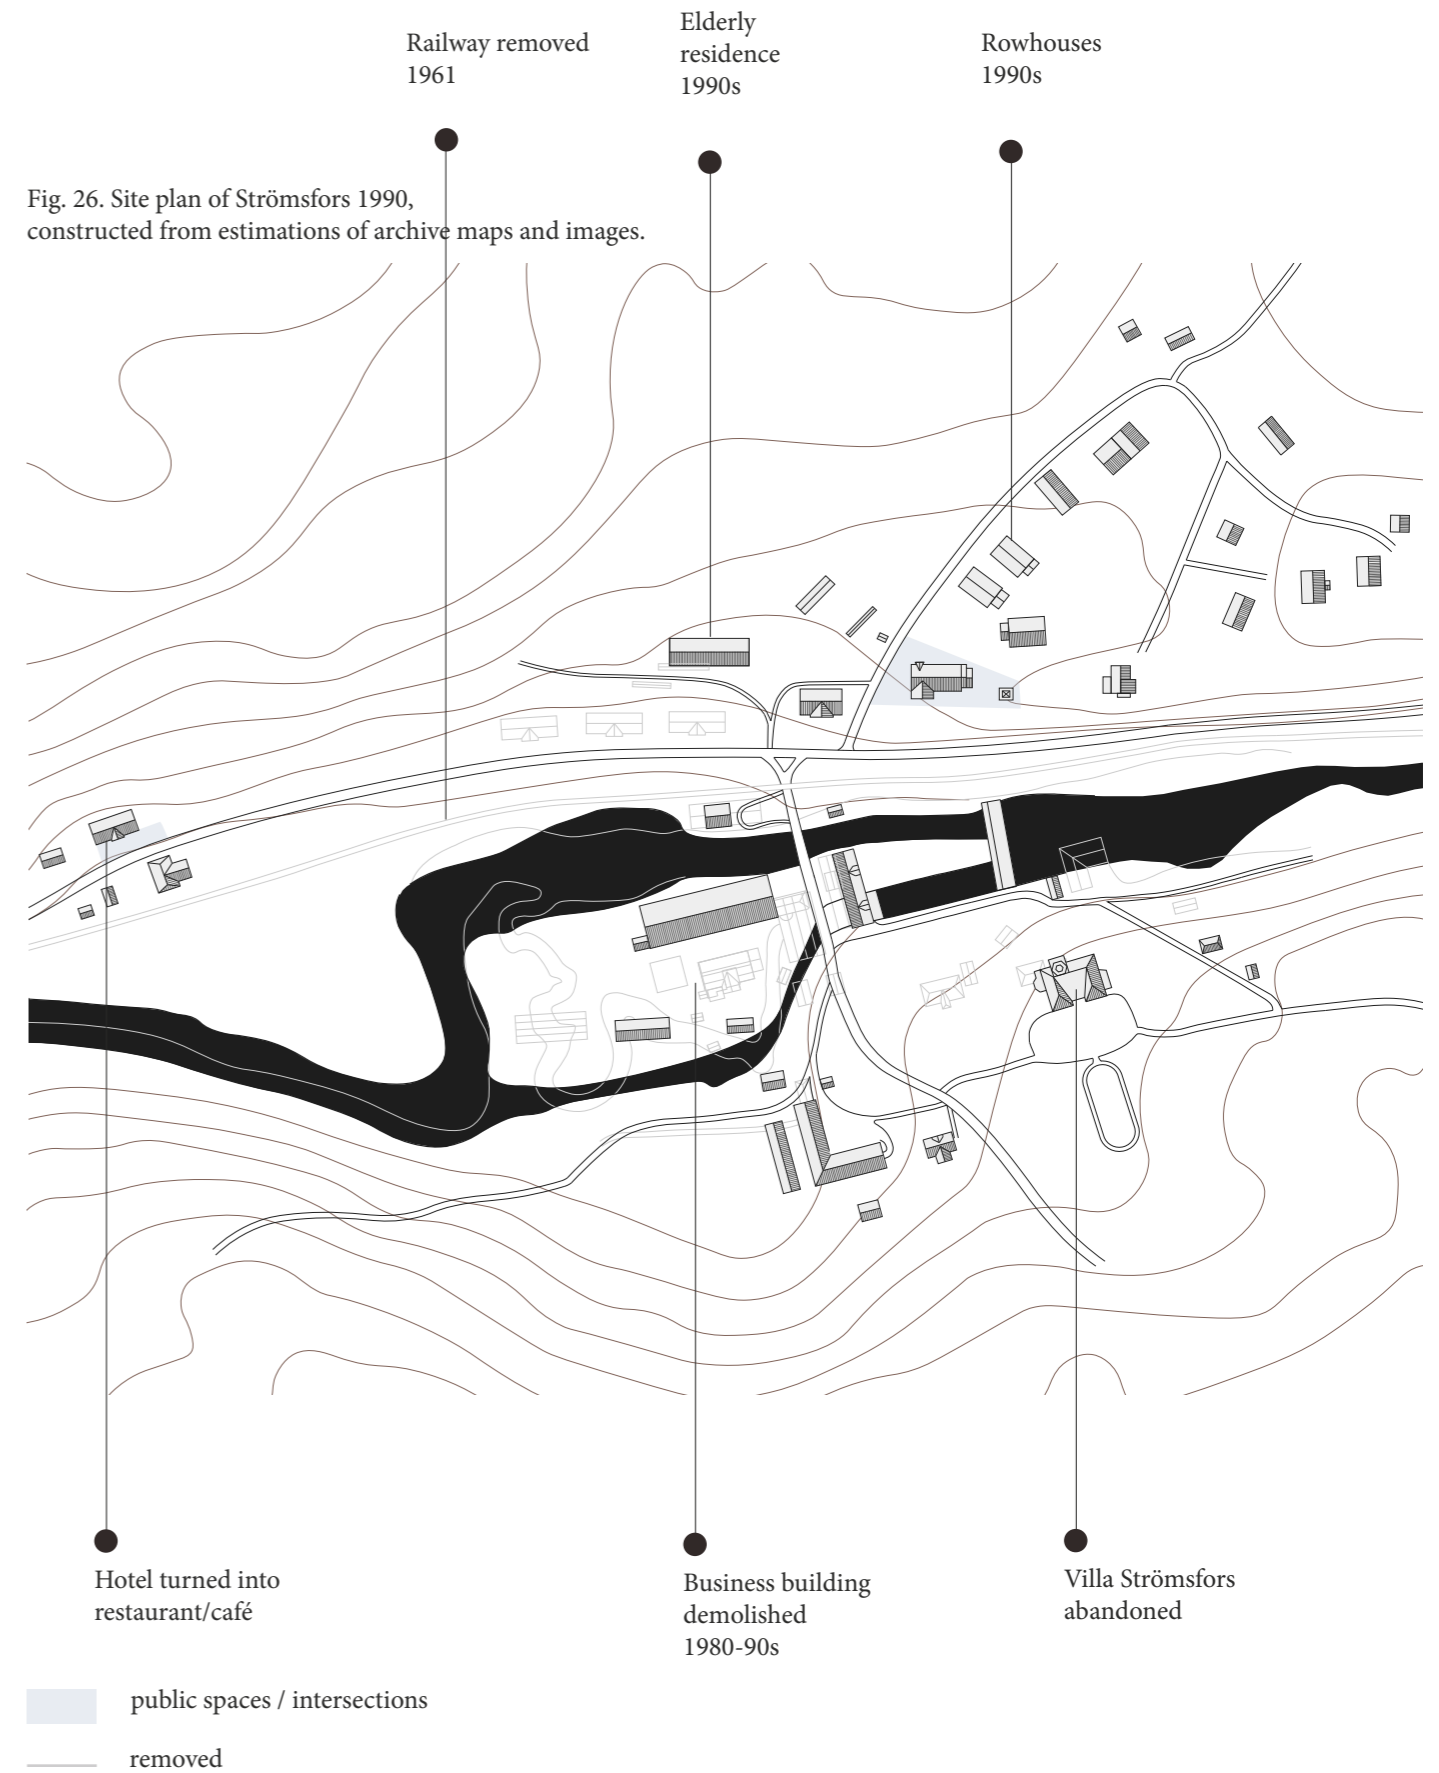 Railway removed
1961
Elderly
residence
1990s
Rowhouses
1990s
Fig. 26. Site plan of Strömsfors 1990,
constructed from estimations of archive maps and images.
Hotel turned into
restaurant/café
Business building
demolished
1980-90s
Villa Strömsfors
abandoned
public spaces / intersections
removed